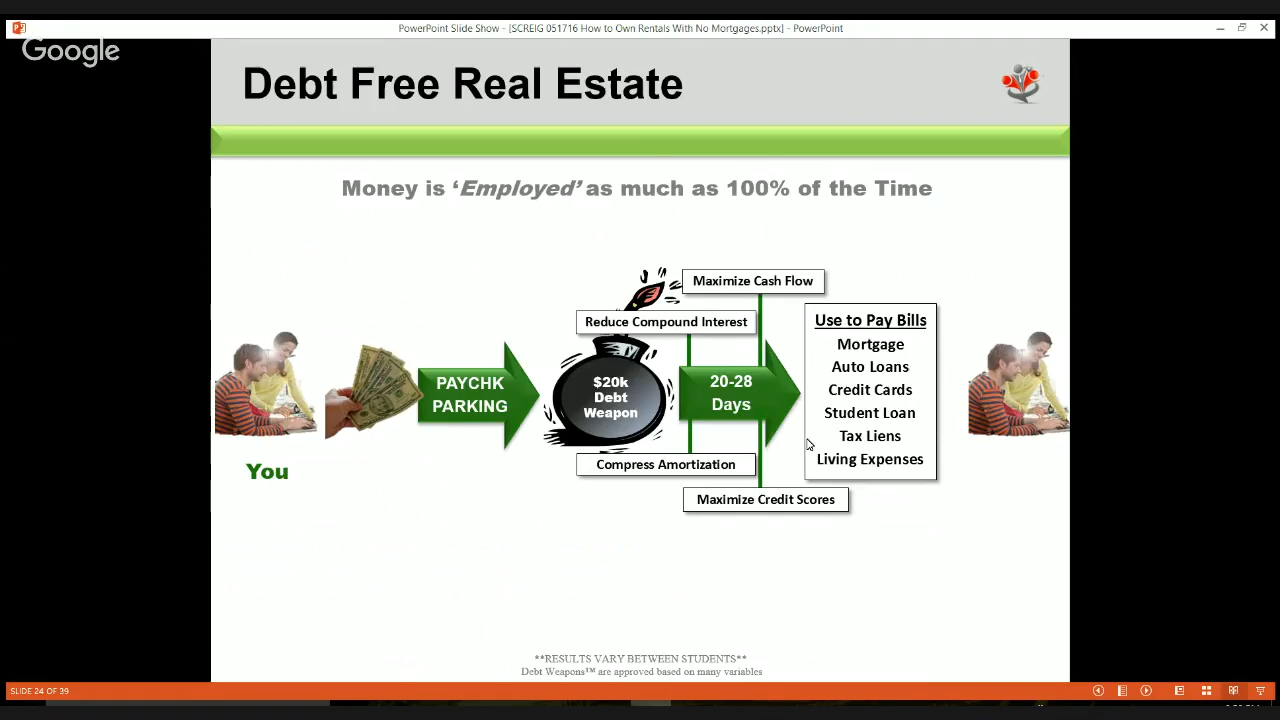 PowerPoint Slide Show - [SCREIG 051716 How to Own Rentals With No Mortgages.pptx] - PowerPoint
Google
Debt Free Real Estate
Money is ‘Employed’ as much as 100% of the Time
Maximize Cash Flow
Reduce Compound Interest
PAYCHK
PARKING
$20k
Debt
Weapon
20-28
Days
Use to Pay Bills
Mortgage
Auto Loans
Credit Cards
Student Loan
Tax Liens
Living Expenses
You
Compress Amortization
Maximize Credit Scores
**RESULTS VARY BETWEEN STUDENTS**
Debt Weapons™ are approved based on many variables
SLIDE 24 OF 39